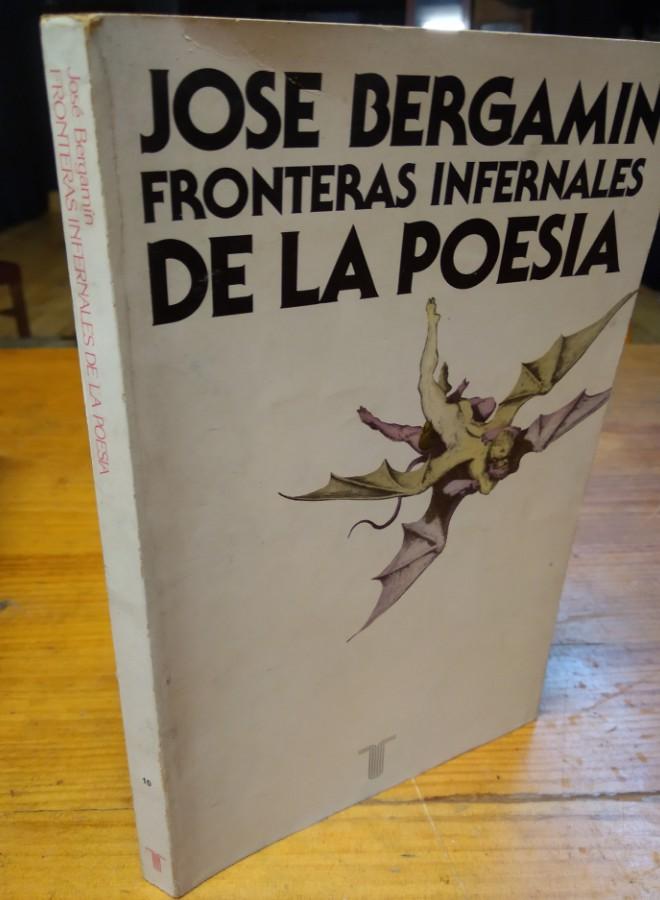 JOSE BERGAMIN
FRONTERAS INFERNALES
DE LA POESIA
José Bergamín
FRONTERAS INFERNALES DE LA POESIA
10